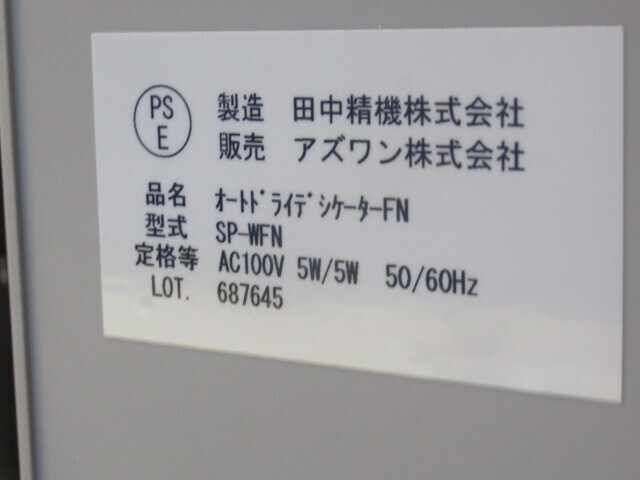 PS
E
製造 田中精機株式会社
販売 アズワン株式会社
品名 ｵｰﾄﾄﾞﾗｲﾃﾞｼｹｰﾀｰFN
型式 SP-WFN
定格等 AC100V 5W/5W 50/60Hz
LOT. 687645